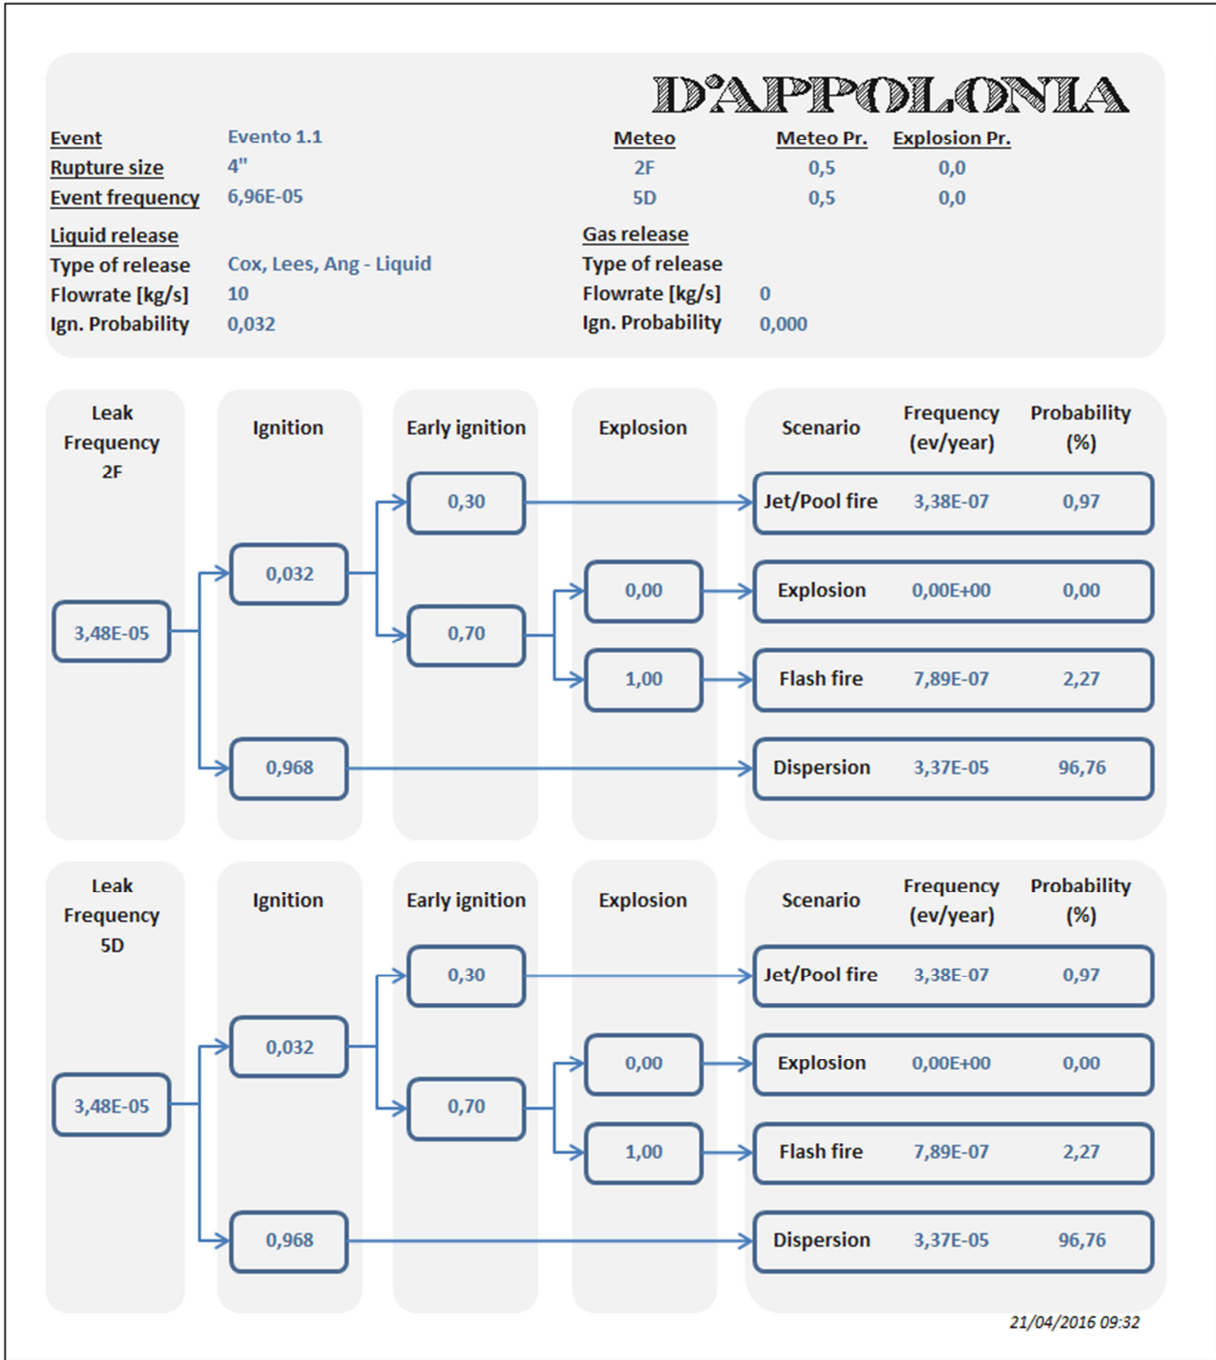 D'APPOLONIA
Event Evento 1.1 Meteo Meteo Pr. Explosion Pr.
Rupture size 4" 2F 0,5 0,0
Event frequency 6,96E-05 5D 0,5 0,0
Liquid release Gas release
Type of release Cox, Lees, Ang - Liquid Type of release
Flowrate [kg/s] 10 Flowrate [kg/s] 0
Ign. Probability 0,032 Ign. Probability 0,000
Leak Frequency Probability
Frequency Ignition Early ignition Explosion Scenario (ev/year) (%)
2F
0,30 Jet/Pool fire 3,38E-07 0,97
0,032
0,00 Explosion 0,00E+00 0,00
3,48E-05 0,70
1,00 Flash fire 7,89E-07 2,27
0,968 Dispersion 3,37E-05 96,76
Leak Frequency Probability
Frequency Ignition Early ignition Explosion Scenario (ev/year) (%)
5D
0,30 Jet/Pool fire 3,38E-07 0,97
0,032
0,00 Explosion 0,00E+00 0,00
3,48E-05 0,70
1,00 Flash fire 7,89E-07 2,27
0,968 Dispersion 3,37E-05 96,76
21/04/2016 09:32